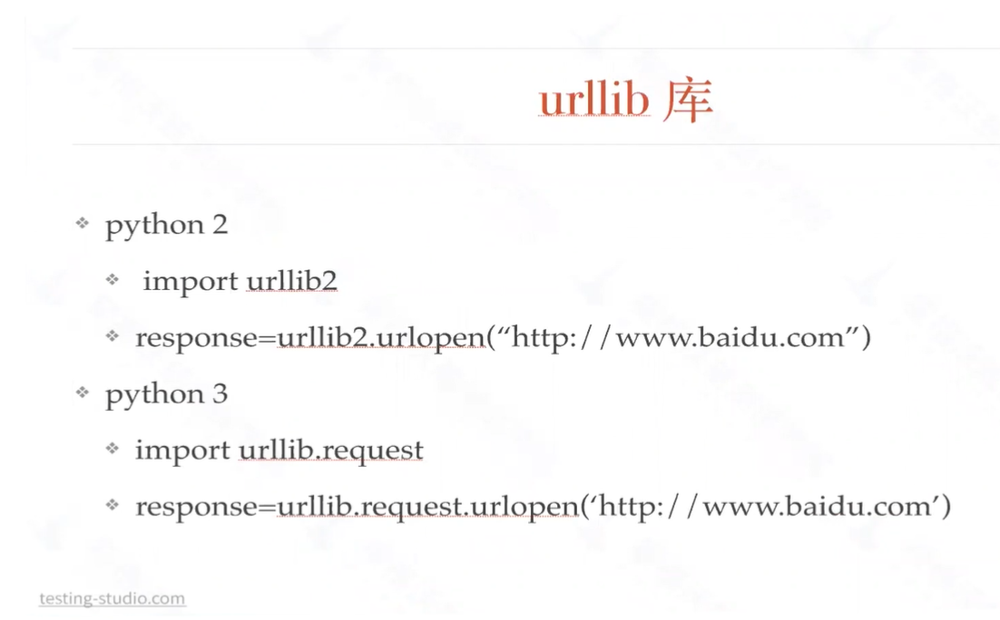 urllib 库
python 2
import urllib2
response=urllib2.urlopen(“http://www.baidu.com”)
python 3
import urllib.request
response=urllib.request.urlopen(‘http://www.baidu.com’)
testing-studio.com